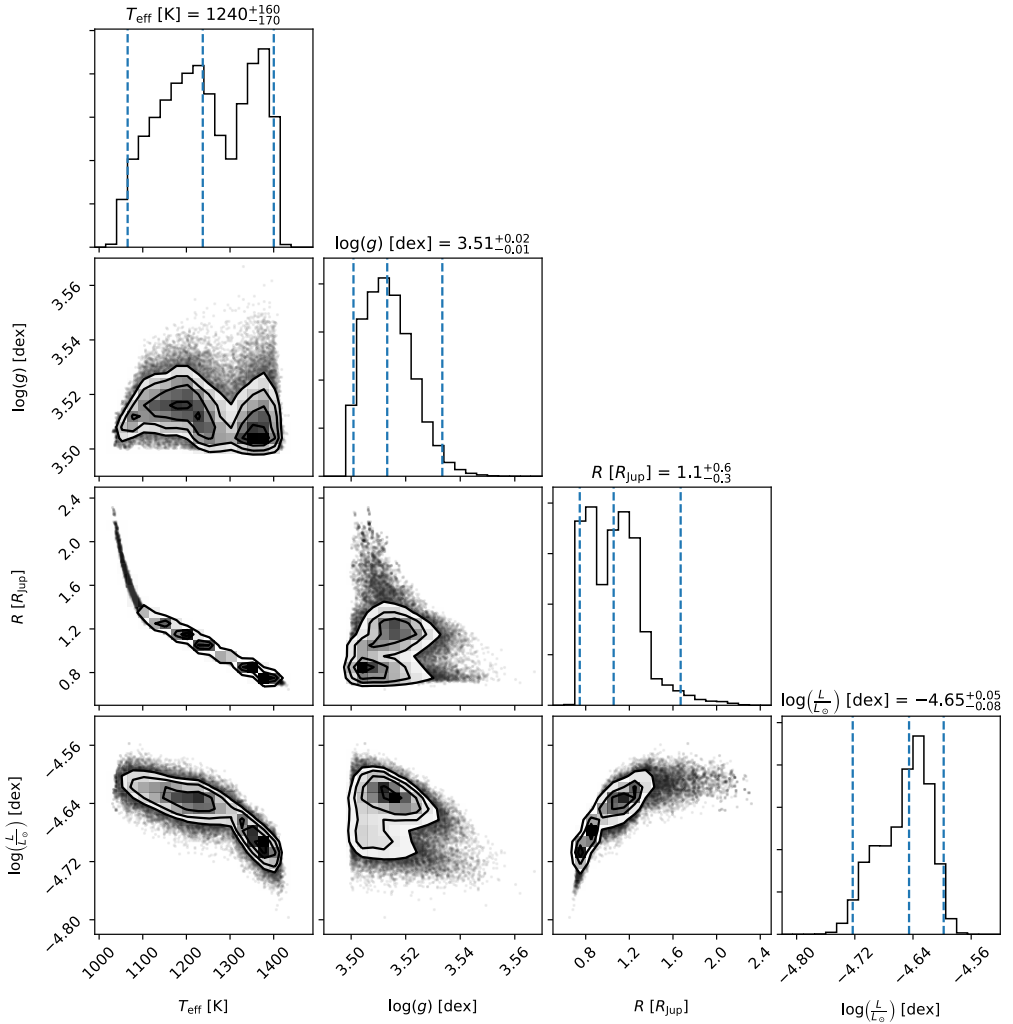 T_eff [K] = 1240^{+160}_{-170}
log(g) [dex] = 3.51^{+0.02}_{-0.01}
3.56
3.54
3.52
3.50
log(g) [dex]
R [R_Jup] = 1.1^{+0.6}_{-0.3}
2.4
2.0
1.6
1.2
0.8
R [R_Jup]
log(L/L_☉) [dex] = −4.65^{+0.05}_{-0.08}
−4.56
−4.64
−4.72
−4.80
log(L/L_☉) [dex]
1000 1100 1200 1300 1400
T_eff [K]
3.50 3.52 3.54 3.56
log(g) [dex]
0.8 1.2 1.6 2.0 2.4
R [R_Jup]
−4.80 −4.72 −4.64 −4.56
log(L/L_☉) [dex]